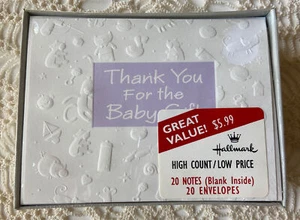 Thank You
For the
Baby Gift
GREAT
VALUE! $5.99
Hallmark
HIGH COUNT/LOW PRICE
20 NOTES (Blank Inside)
20 ENVELOPES